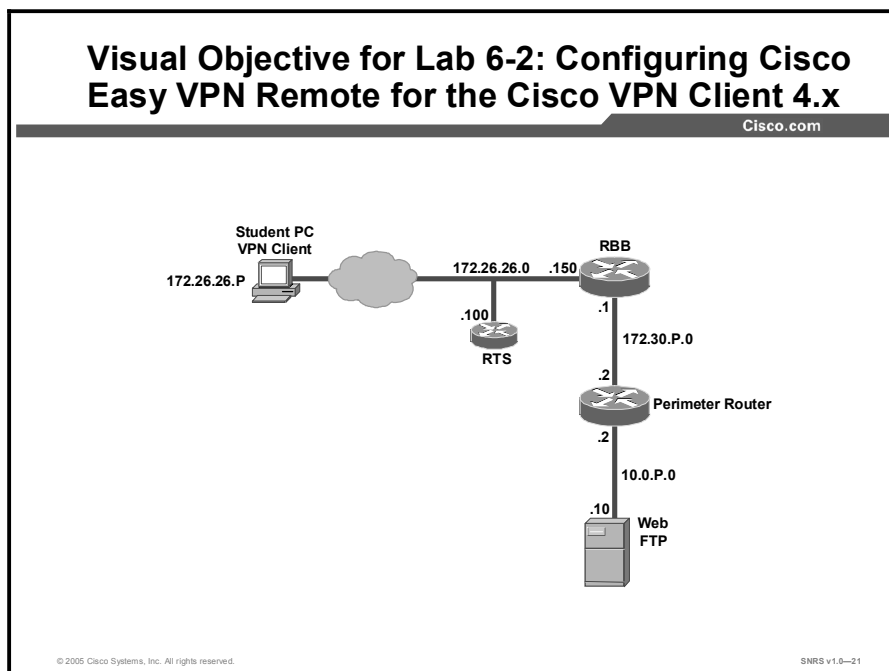 Visual Objective for Lab 6-2: Configuring Cisco
Easy VPN Remote for the Cisco VPN Client 4.x
Cisco.com
Student PC
VPN Client
172.26.26.P
172.26.26.0
.150
RBB
.100
RTS
.1
172.30.P.0
.2
Perimeter Router
.2
10.0.P.0
.10
Web
FTP
© 2005 Cisco Systems, Inc. All rights reserved.
SNRS v1.0—21